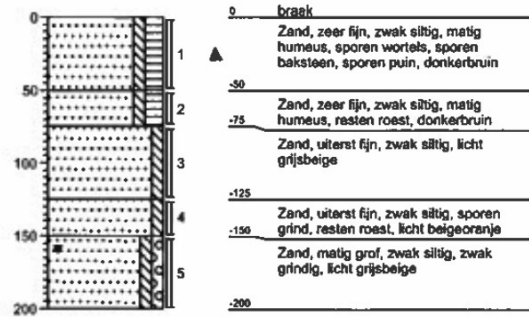 0
50
100
150
200
1
2
3
4
5
0 braak
Zand, zeer fijn, zwak siltig, matig
humeus, sporen wortels, sporen
baksteen, sporen puin, donkerbruin
-50
Zand, zeer fijn, zwak siltig, matig
humeus, resten roest, donkerbruin
-75
Zand, uiterst fijn, zwak siltig, licht
grijsbeige
-125
Zand, uiterst fijn, zwak siltig, sporen
grind, resten roest, licht beigeoranje
-150
Zand, matig grof, zwak siltig, zwak
grindig, licht grijsbeige
-200